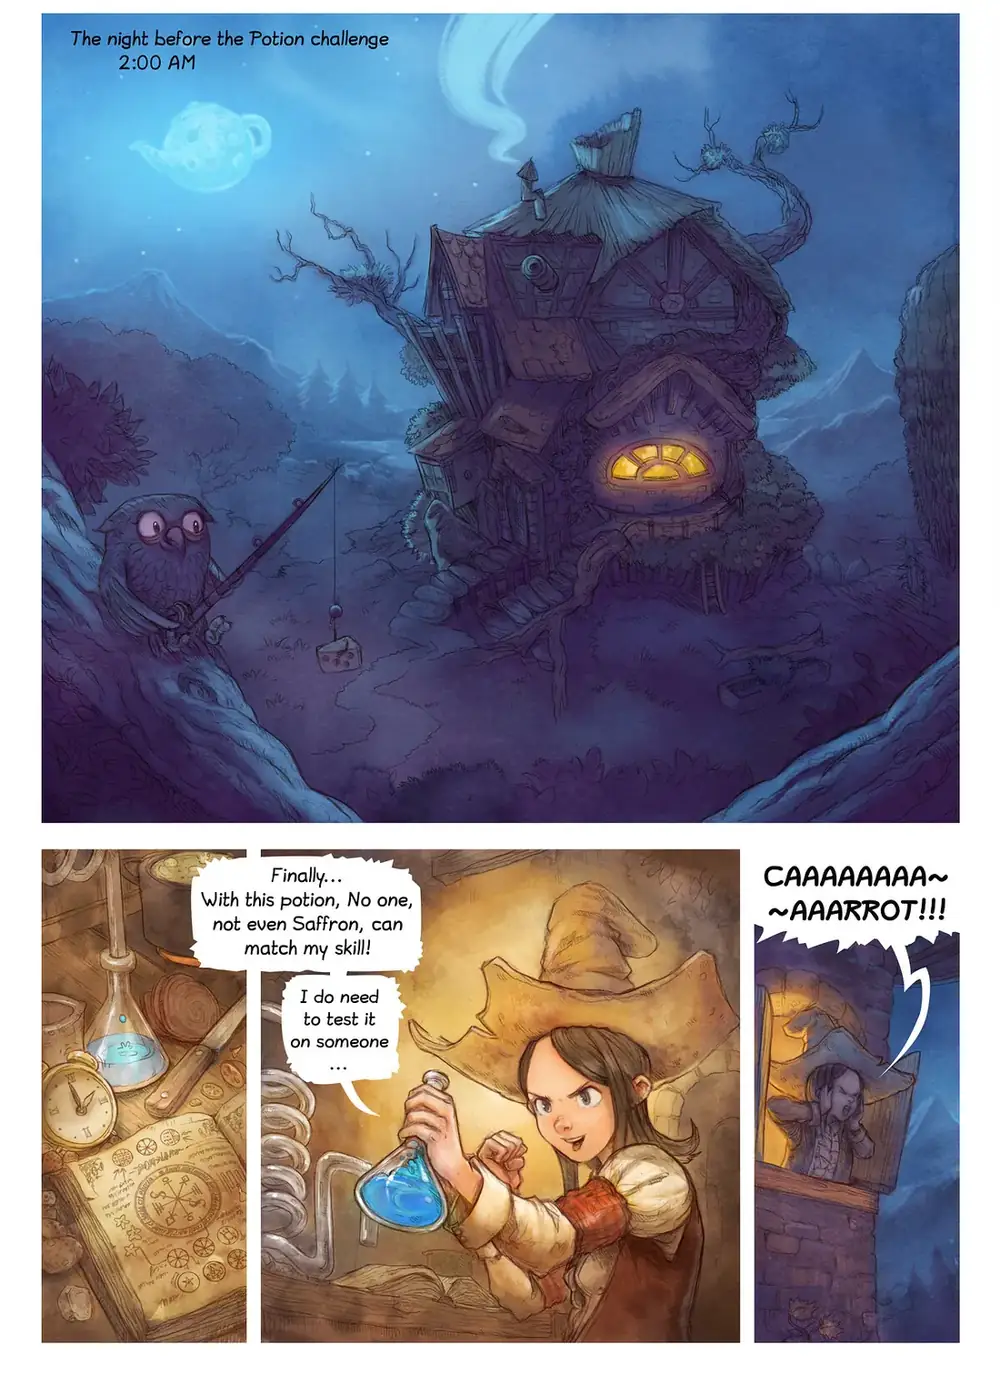 The night before the Potion challenge
2:00 AM
Finally...
With this potion, No one,
not even Saffron, can
match my skill!
I do need
to test it
on someone
...
CAAAAAAAA~
~AAARROT!!!